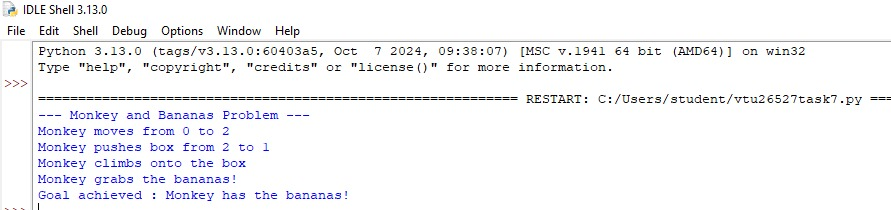 IDLE Shell 3.13.0
File Edit Shell Debug Options Window Help
Python 3.13.0 (tags/v3.13.0:60403a5, Oct  7 2024, 09:38:07) [MSC v.1941 64 bit (AMD64)] on win32
Type "help", "copyright", "credits" or "license()" for more information.
>>>
============================================================ RESTART: C:/Users/student/vtu26527task7.py ===
--- Monkey and Bananas Problem ---
Monkey moves from 0 to 2
Monkey pushes box from 2 to 1
Monkey climbs onto the box
Monkey grabs the bananas!
Goal achieved : Monkey has the bananas!
>>>